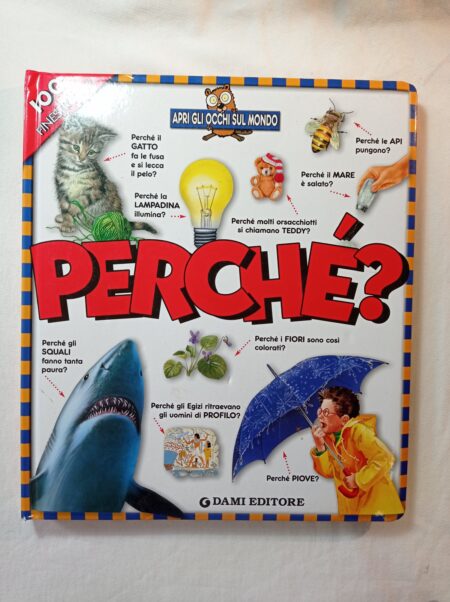 100
FINES
APRI GLI OCCHI SUL MONDO
Perché il
GATTO
fa le fusa
e si lecca
il pelo?
Perché le API
pungono?
Perché la
LAMPADINA
illumina?
Perché il MARE
è salato?
Perché molti orsacchiotti
si chiamano TEDDY?
PERCHÉ?
Perché gli
SQUALI
fanno tanta
paura?
Perché i FIORI sono così
colorati?
Perché gli Egizi ritraevano
gli uomini di PROFILO?
Perché PIOVE?
G DAMI EDITORE